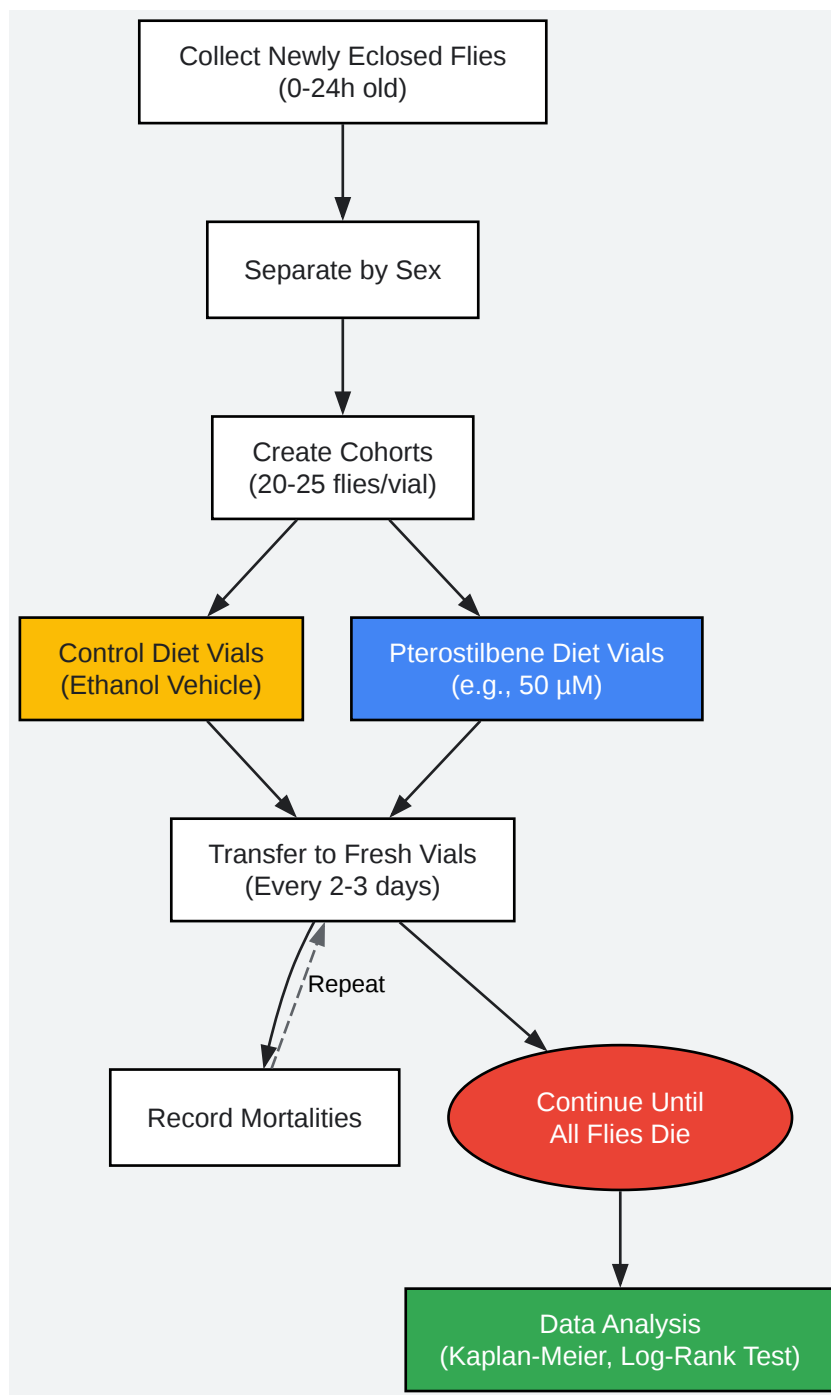 Collect Newly Eclosed Flies
(0-24h old)
Separate by Sex
Create Cohorts
(20-25 flies/vial)
Control Diet Vials
(Ethanol Vehicle)
Pterostilbene Diet Vials
(e.g., 50 µM)
Transfer to Fresh Vials
(Every 2-3 days)
Repeat
Record Mortalities
Continue Until
All Flies Die
Data Analysis
(Kaplan-Meier, Log-Rank Test)